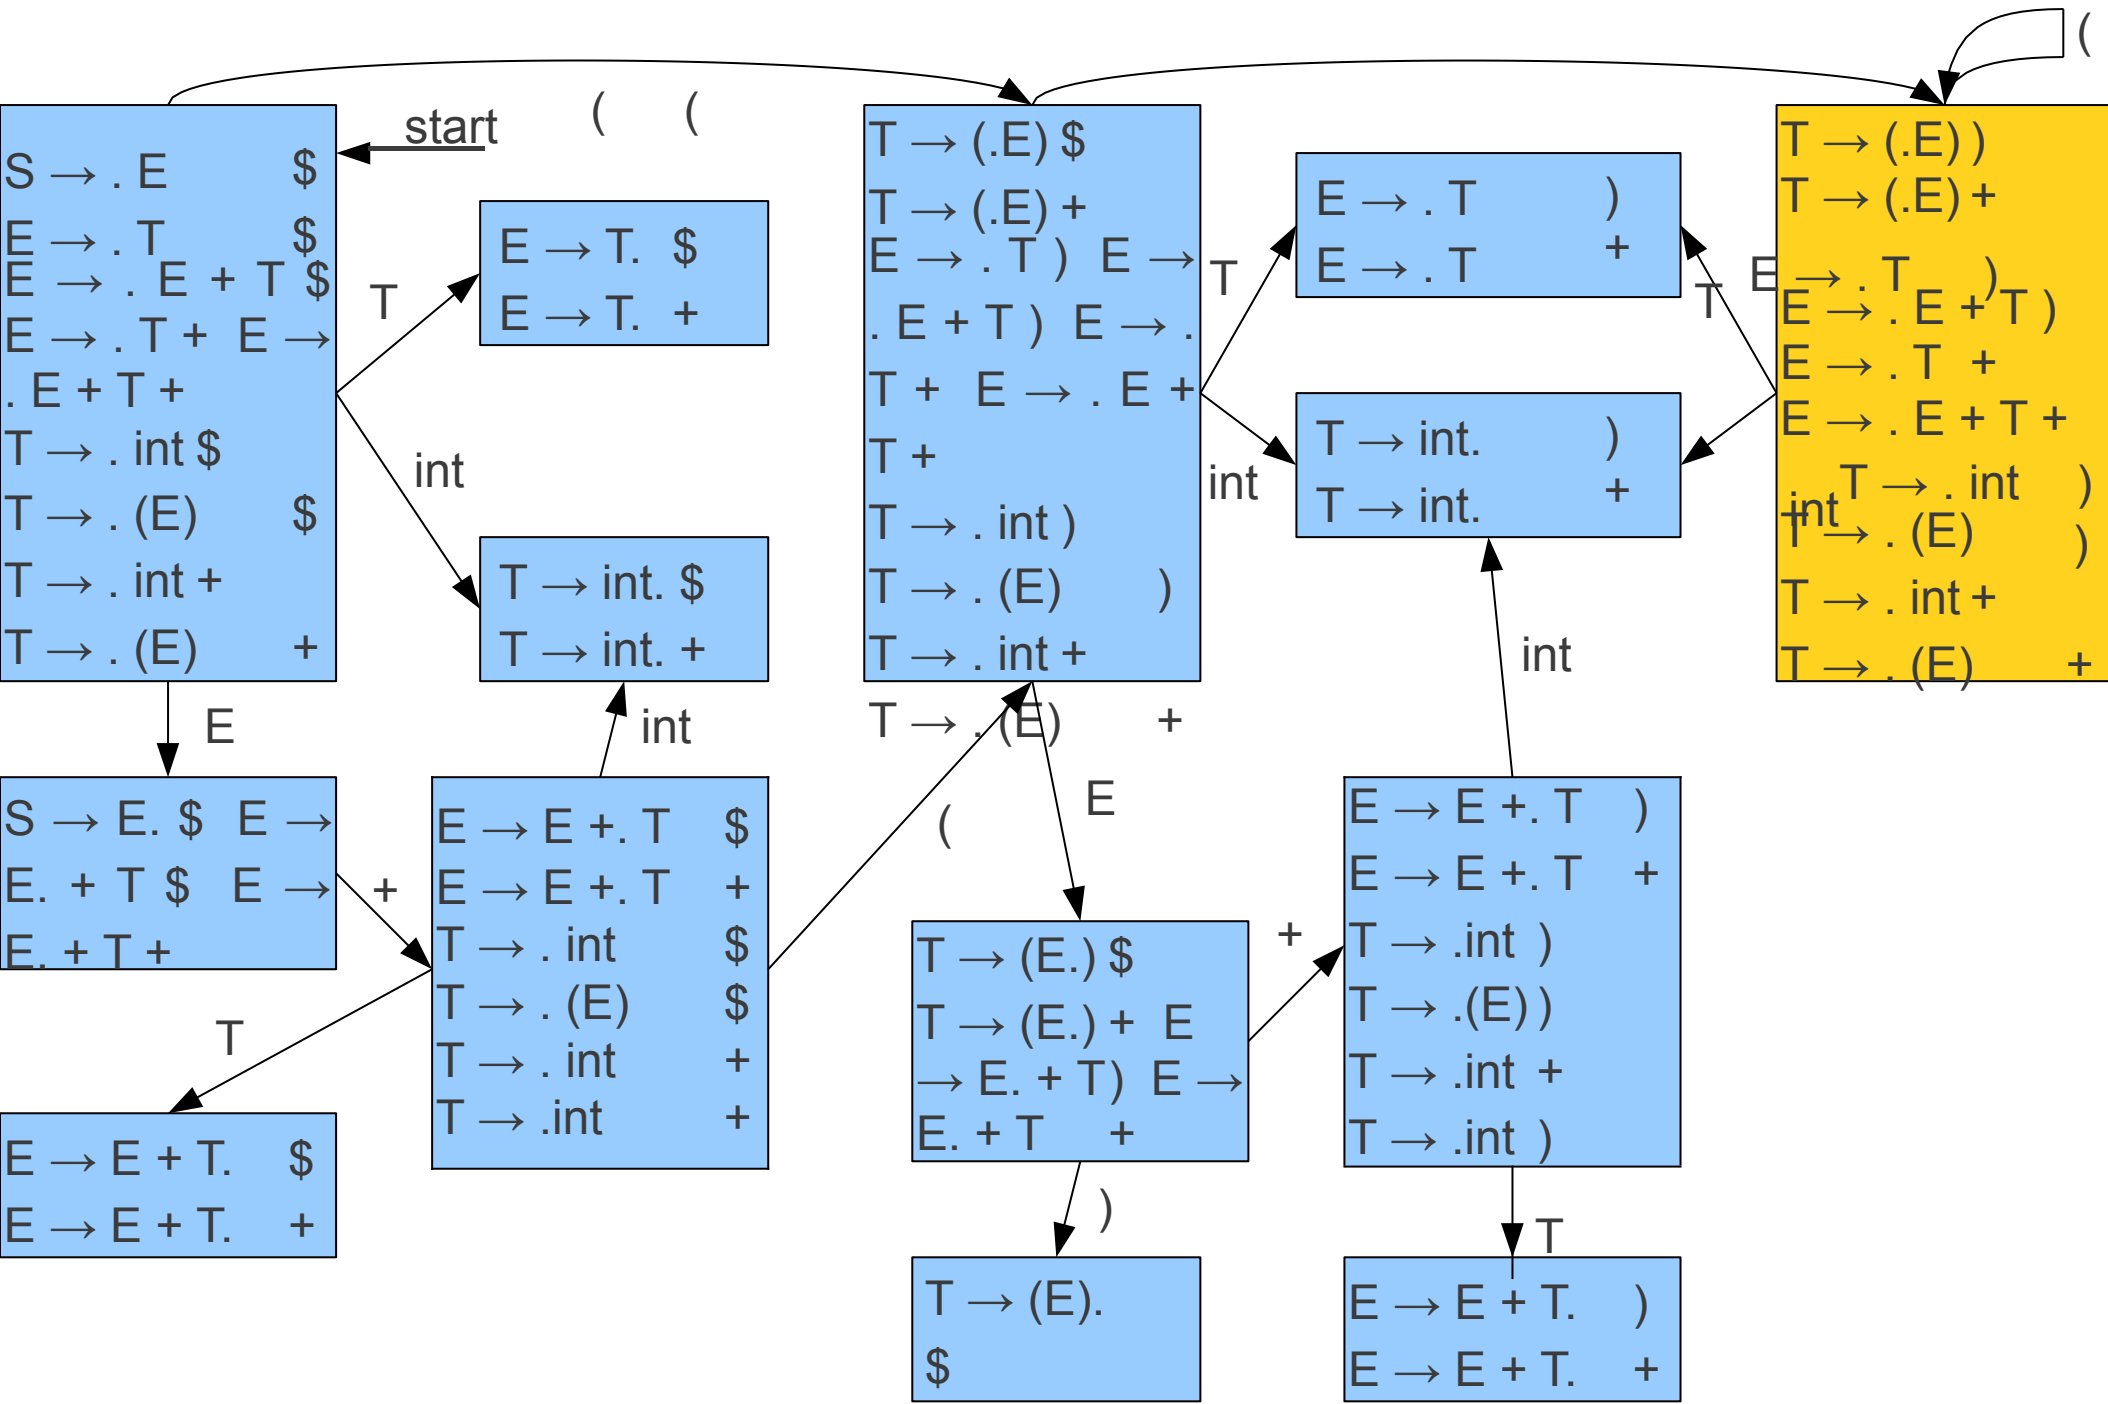 (
start
( (
S → . E $
E → . T $
E → . E + T $
E → . T + E →
. E + T +
T → . int $
T → . (E) $
T → . int +
T → . (E) +
T
E → T. $
E → T. +
int
T → int. $
T → int. +
E
int
S → E. $ E →
E. + T $ E →
E. + T +
+
E → E +. T $
E → E +. T +
T → . int $
T → . (E) $
T → . int +
T → .int +
T
E → E + T. $
E → E + T. +
(
T → (.E) $
T → (.E) +
E → . T ) E →
. E + T ) E → .
T + E → . E +
T +
T → . int )
T → . (E) )
T → . int +
T → . (E) +
T
E → . T )
E → . T +
int
T → int. )
T → int. +
T
int
T → (.E) )
T → (.E) +
E → . T )
E → . E + T )
E → . T +
E → . E + T +
T → . int )
int
+
T → . (E) )
T → . int +
T → . (E) +
E
T → (E.) $
T → (E.) + E
→ E. + T) E →
E. + T +
+
E → E +. T )
E → E +. T +
T → .int )
T → .(E) )
T → .int +
T → .int )
)
T → (E).
$
T
E → E + T. )
E → E + T. +